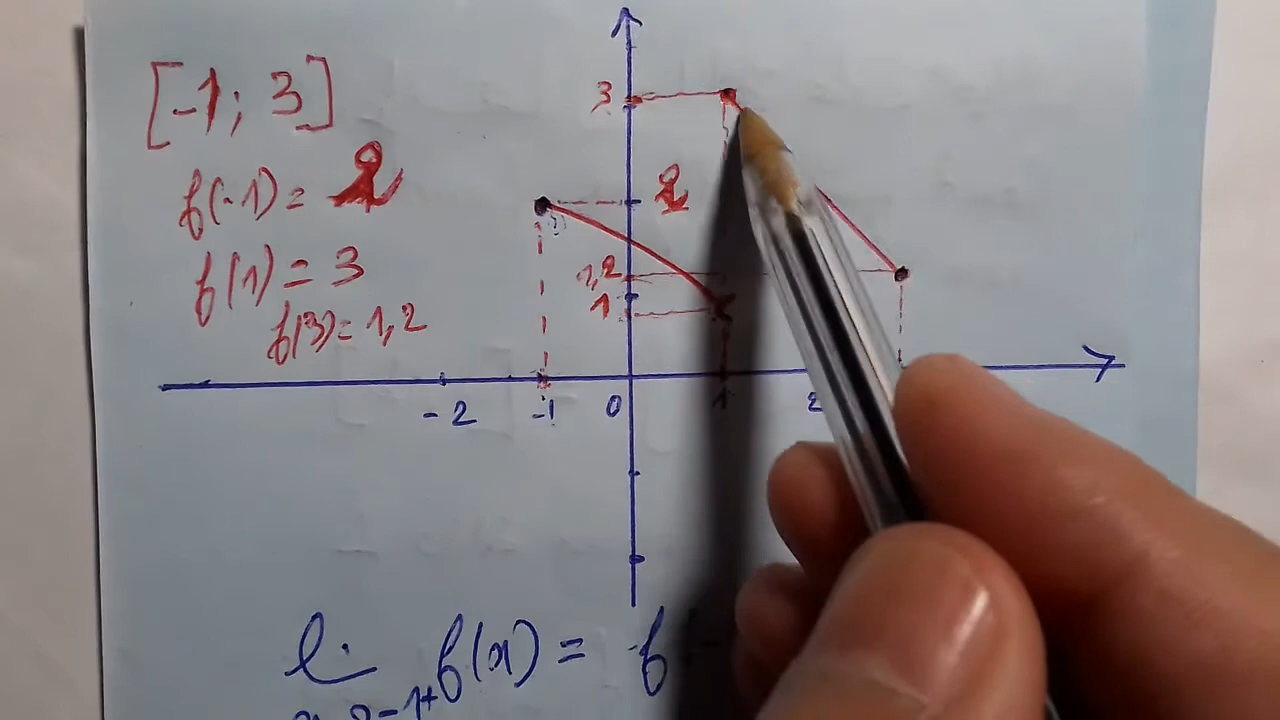 [-1; 3]
f(-1) = 2
f(1) = 3
f(3) = 1,2
3
2
1,2
1
-2 -1 0 1 2
f(x) = f